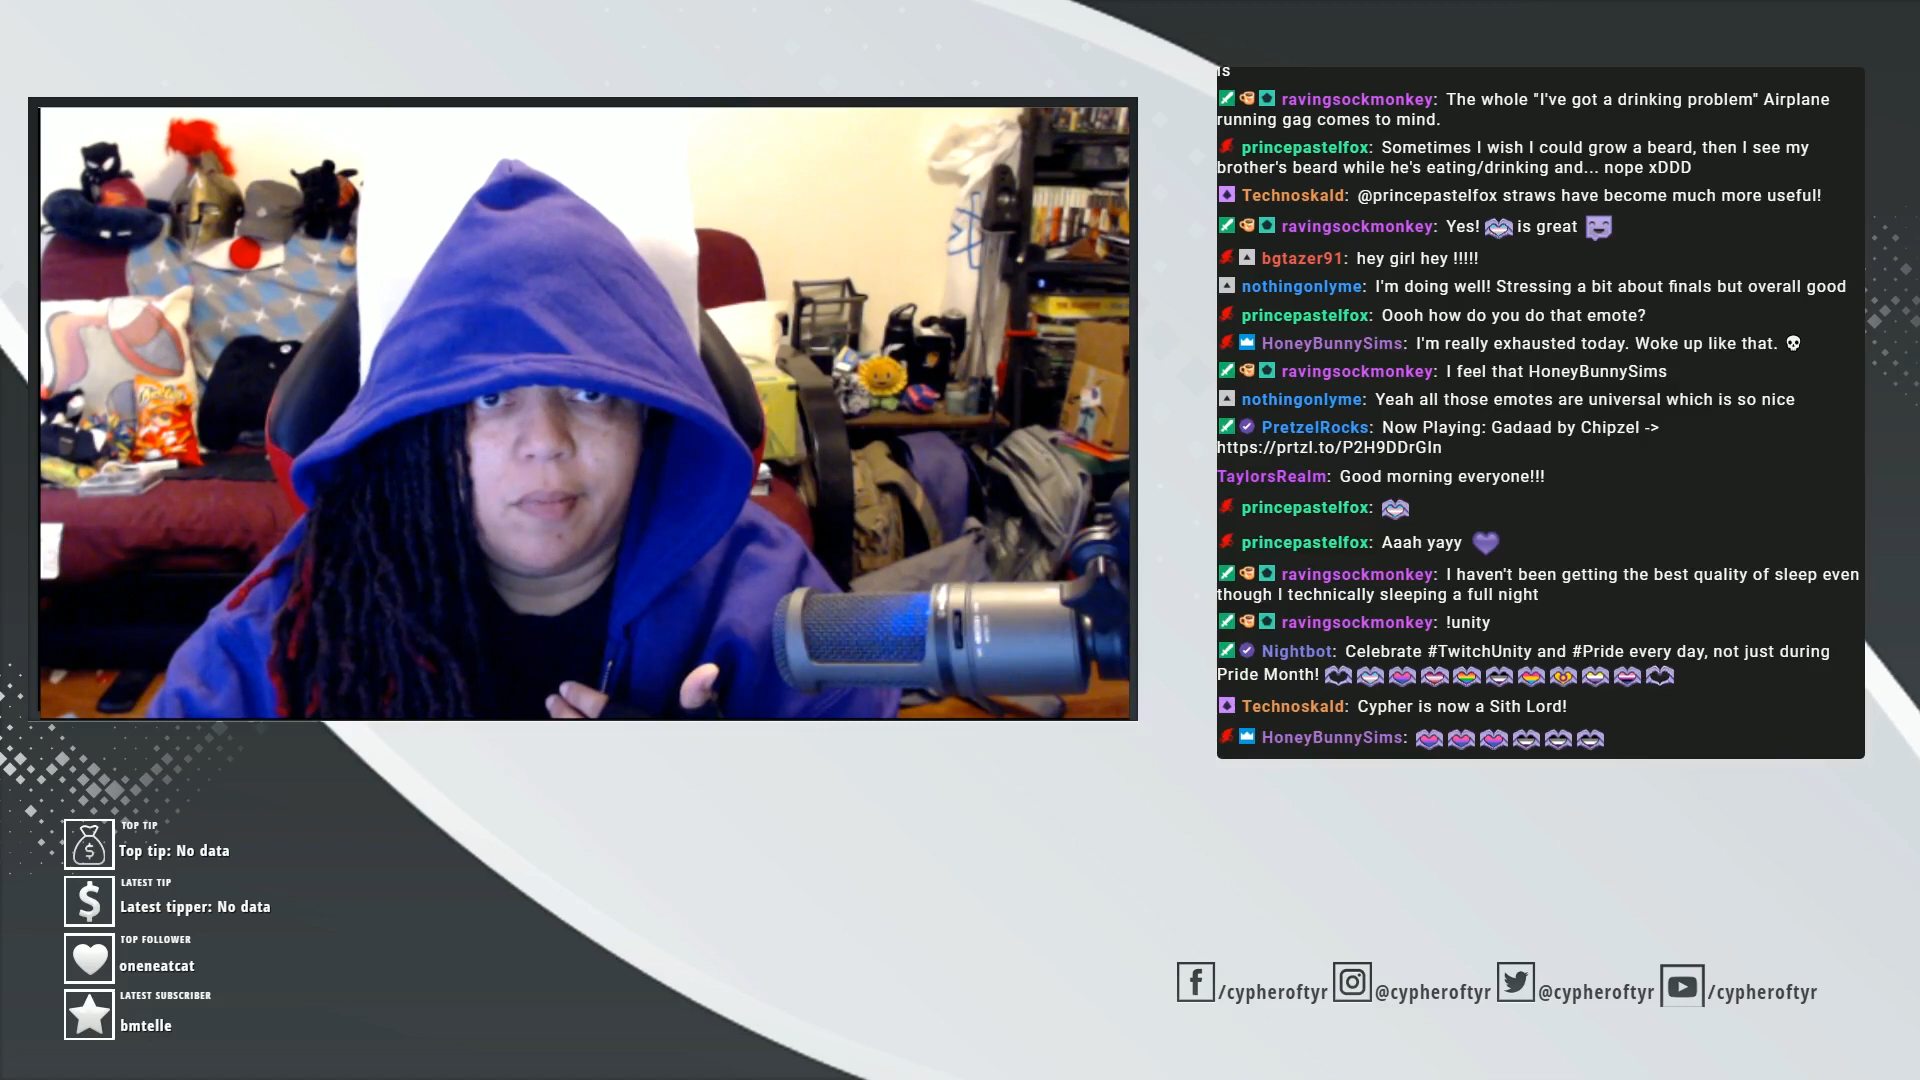 is
ravingsockmonkey: The whole "I've got a drinking problem" Airplane
running gag comes to mind.
princepastelfox: Sometimes I wish I could grow a beard, then I see my
brother's beard while he's eating/drinking and... nope xDDD
Technoskald: @princepastelfox straws have become much more useful!
ravingsockmonkey: Yes! is great
bgtazer91: hey girl hey !!!!!
nothingonlyme: I'm doing well! Stressing a bit about finals but overall good
princepastelfox: Oooh how do you do that emote?
HoneyBunnySims: I'm really exhausted today. Woke up like that. 💀
ravingsockmonkey: I feel that HoneyBunnySims
nothingonlyme: Yeah all those emotes are universal which is so nice
PretzelRocks: Now Playing: Gadaad by Chipzel ->
https://prtzl.to/P2H9DDrGIn
TaylorsRealm: Good morning everyone!!!
princepastelfox:
princepastelfox: Aaah yayy
ravingsockmonkey: I haven't been getting the best quality of sleep even
though I technically sleeping a full night
ravingsockmonkey: !unity
Nightbot: Celebrate #TwitchUnity and #Pride every day, not just during
Pride Month!
Technoskald: Cypher is now a Sith Lord!
HoneyBunnySims:
TOP TIP
Top tip: No data
LATEST TIP
Latest tipper: No data
TOP FOLLOWER
oneneatcat
LATEST SUBSCRIBER
bmtelle
/cypheroftyr @cypheroftyr @cypheroftyr /cypheroftyr